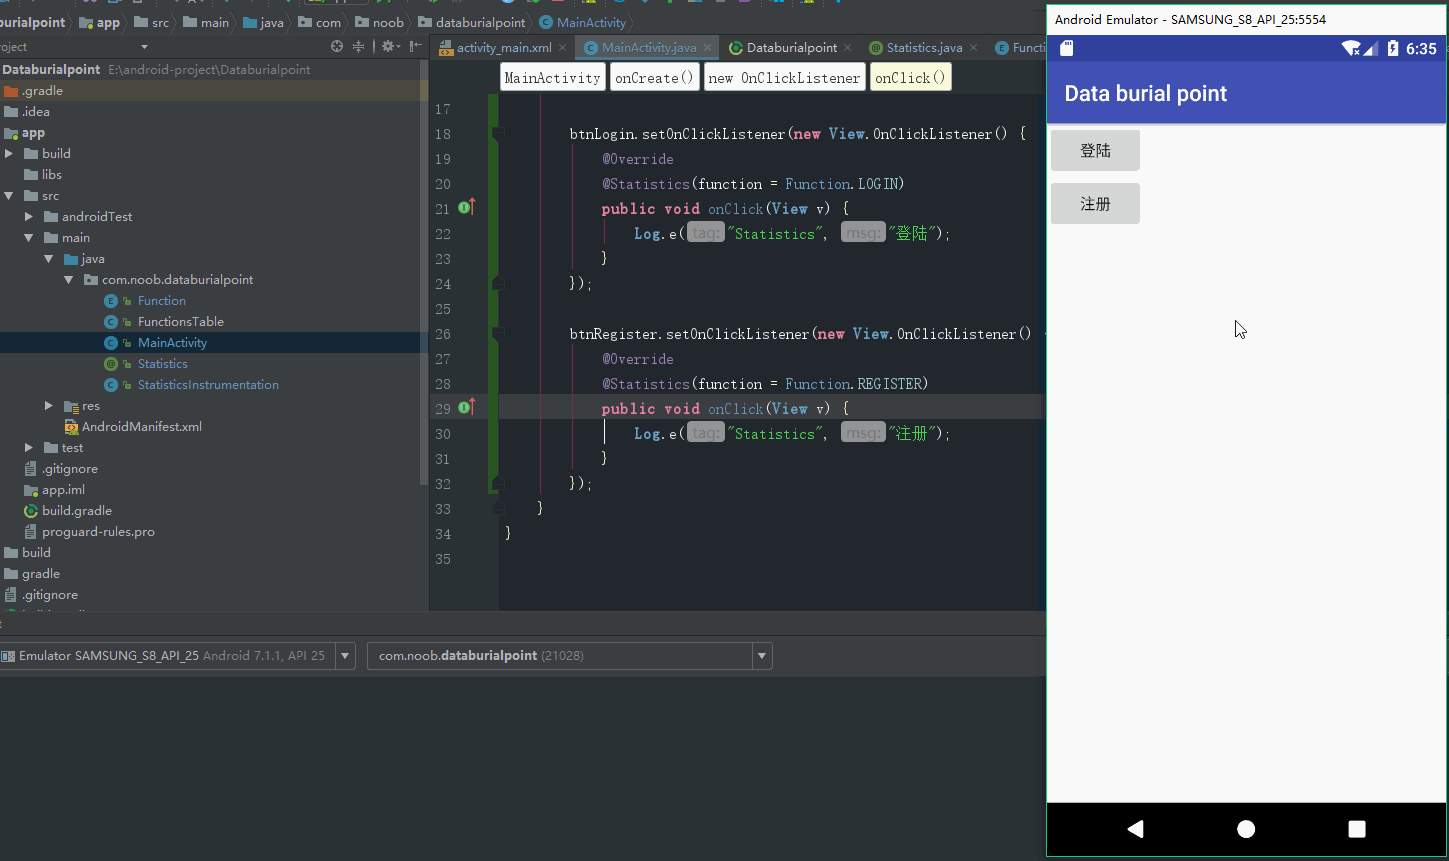 burialpoint app src main java com noob databurialpoint MainActivity
roject
Databurialpoint E:\android-project\Databurialpoint
.gradle
.idea
app
build
libs
src
androidTest
main
java
com.noob.databurialpoint
Function
FunctionsTable
MainActivity
Statistics
StatisticsInstrumentation
res
AndroidManifest.xml
test
.gitignore
app.iml
build.gradle
proguard-rules.pro
build
gradle
.gitignore
activity_main.xml MainActivity.java Databurialpoint Statistics.java Functi
MainActivity onCreate() new OnClickListener onClick()
17
18 btnLogin.setOnClickListener(new View.OnClickListener() {
19 @Override
20 @Statistics(function = Function.LOGIN)
21 public void onClick(View v) {
22 Log.e(tag:"Statistics", msg:"登陆");
23 }
24 });
25
26 btnRegister.setOnClickListener(new View.OnClickListener()
27 @Override
28 @Statistics(function = Function.REGISTER)
29 public void onClick(View v) {
30 Log.e(tag:"Statistics", msg:"注册");
31 }
32 });
33 }
34 }
35
t
Emulator SAMSUNG_S8_API_25 Android 7.1.1, API 25 com.noob.databurialpoint (21028)
Android Emulator - SAMSUNG_S8_API_25:5554
6:35
Data burial point
登陆
注册